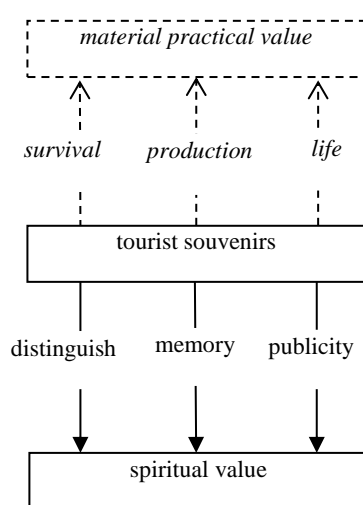 material practical value
survival production life
tourist souvenirs
distinguish memory publicity
spiritual value